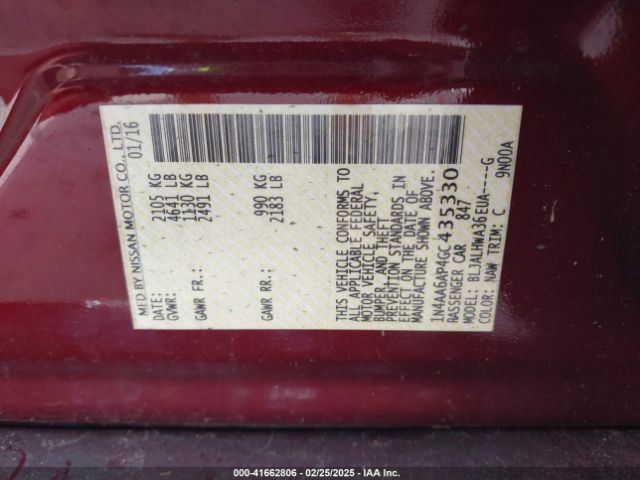 MFD BY NISSAN MOTOR CO., LTD
DATE: 01/16
GVWR: 2105 KG
4641 LB
GAWR FR: 1130 KG
2491 LB
GAWR RR: 990 KG
2183 LB
THIS VEHICLE CONFORMS TO
ALL APPLICABLE FEDERAL
MOTOR VEHICLE SAFETY,
BUMPER, AND THEFT
PREVENTION STANDARDS IN
EFFECT ON THE DATE OF
MANUFACTURE SHOWN ABOVE.
1N4AA6AP4GC435330
PASSENGER CAR 847
MODEL: BLJALHWA36EUA----G
COLOR: NAW TRIM: C 9N00A
000-41662806 - 02/25/2025 - IAAI.COM